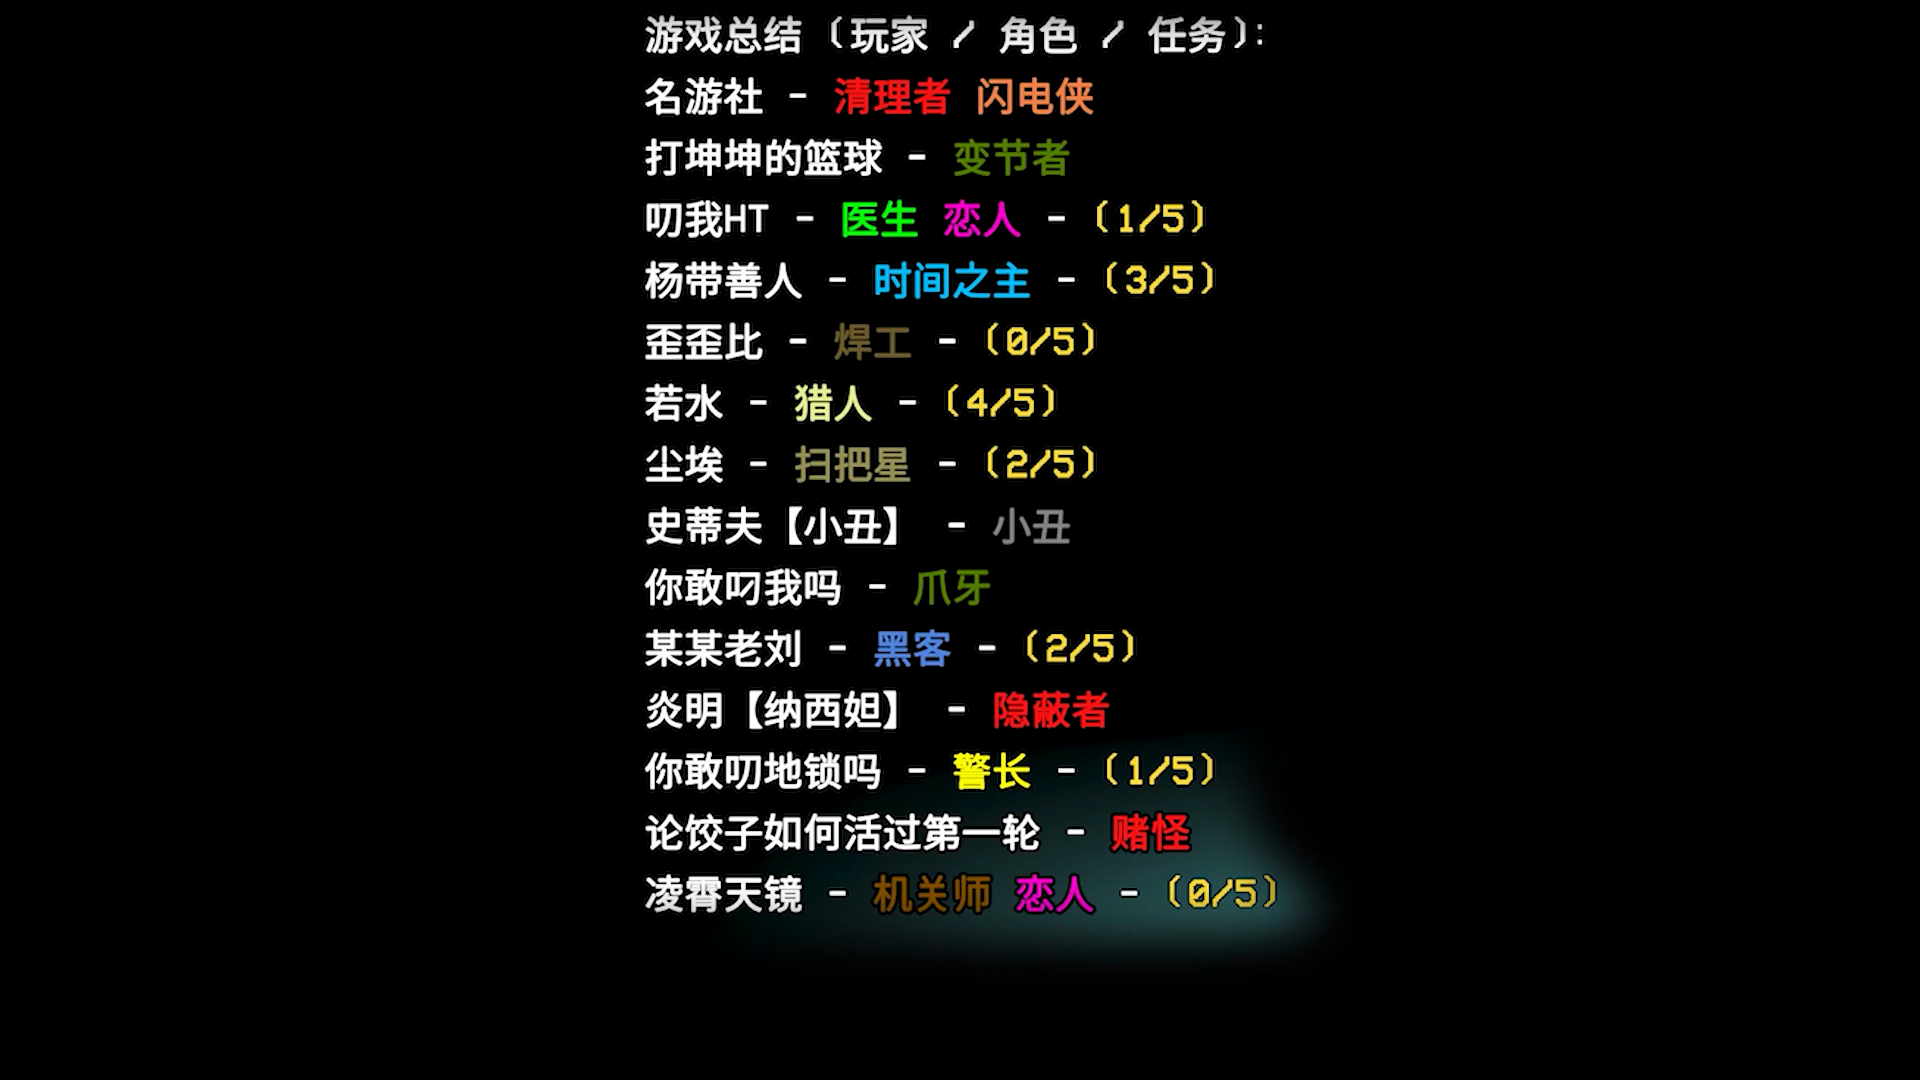 游戏总结（玩家 / 角色 / 任务）：
名游社 - 清理者 闪电侠
打坤坤的篮球 - 变节者
叨我HT - 医生 恋人 - （1/5）
杨带善人 - 时间之主 - （3/5）
歪歪比 - 焊工 - （0/5）
若水 - 猎人 - （4/5）
尘埃 - 扫把星 - （2/5）
史蒂夫【小丑】 - 小丑
你敢叼我吗 - 爪牙
某某老刘 - 黑客 - （2/5）
炎明【纳西妲】 - 隐蔽者
你敢叨地锁吗 - 警长 - （1/5）
论饺子如何活过第一轮 - 赌怪
凌霄天镜 - 机关师 恋人 - （0/5）